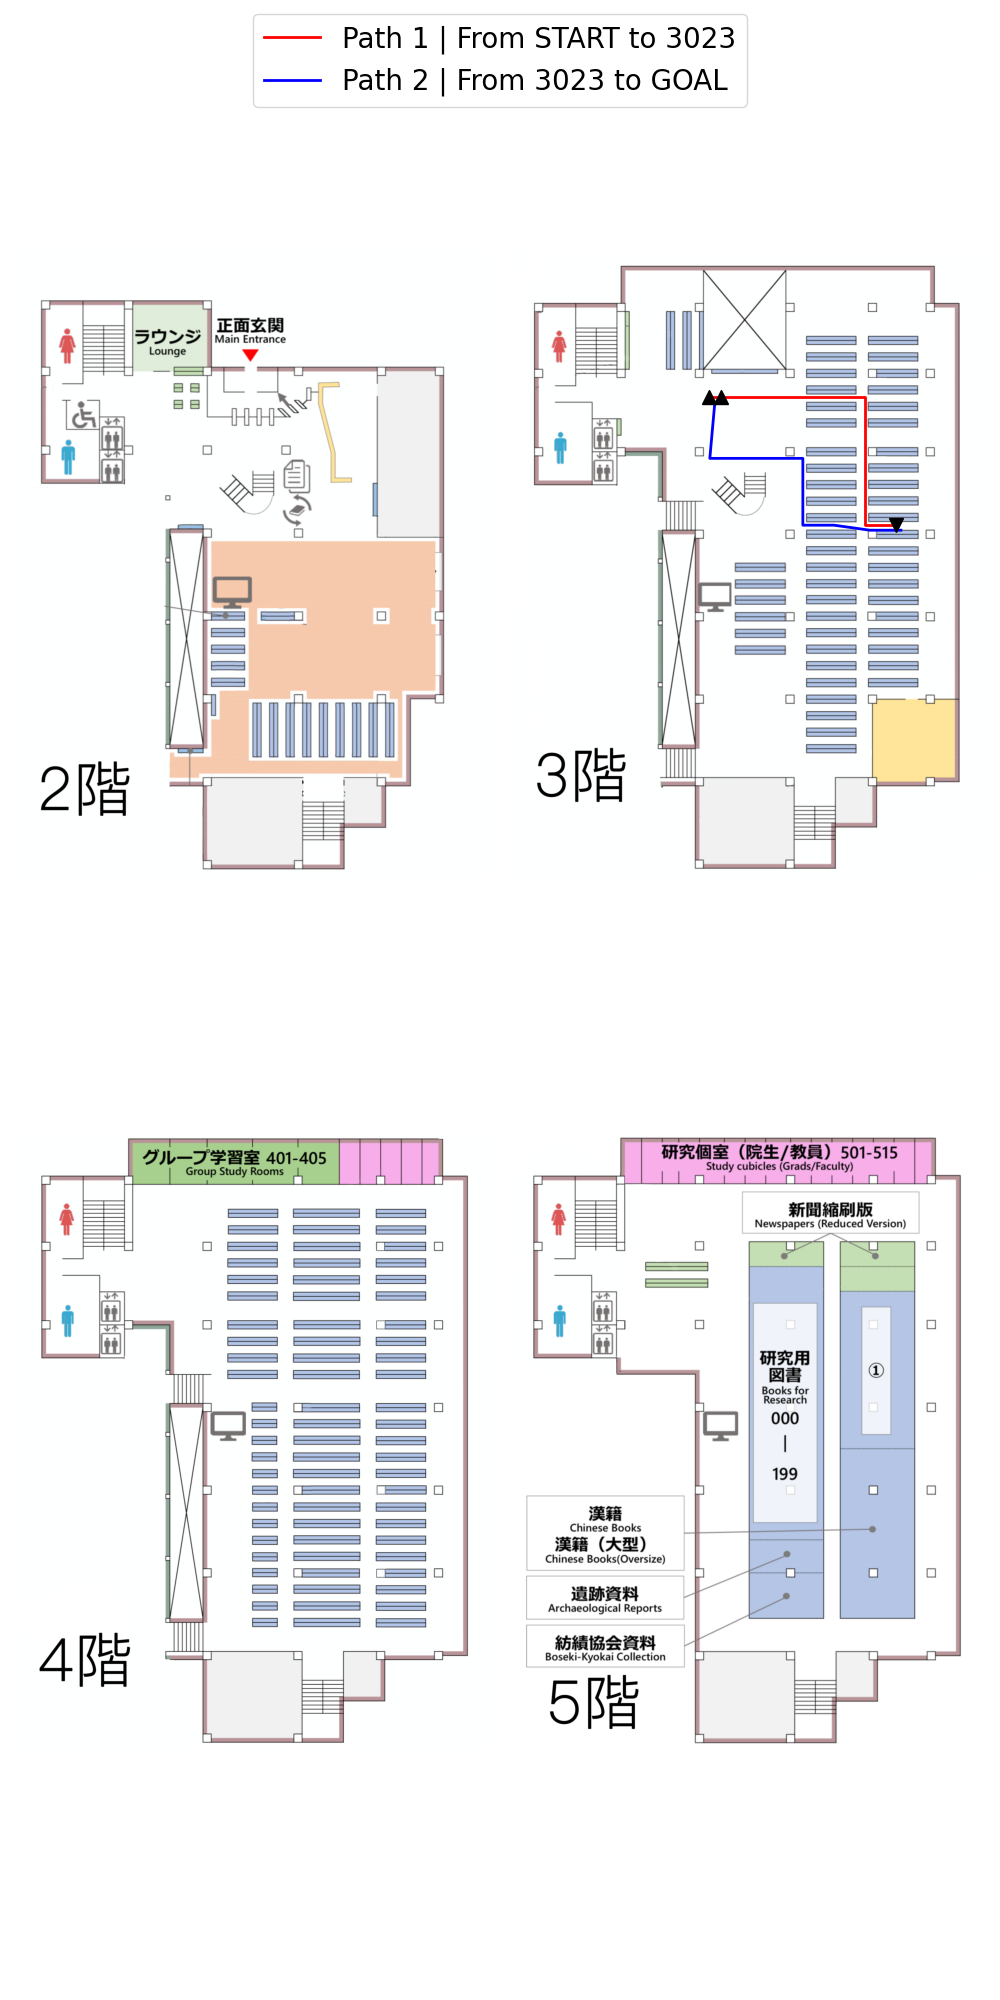 Path 1 | From START to 3023
Path 2 | From 3023 to GOAL
ラウンジ
Lounge
正面玄関
Main Entrance
2階
3階
グループ学習室 401-405
Group Study Rooms
4階
研究個室（院生/教員）501-515
Study cubicles (Grads/Faculty)
新聞縮刷版
Newspapers (Reduced Version)
研究用
図書
Books for
Research
000
|
199
①
漢籍
Chinese Books
漢籍（大型）
Chinese Books(Oversize)
遺跡資料
Archaeological Reports
紡績協会資料
Boseki-Kyokai Collection
5階